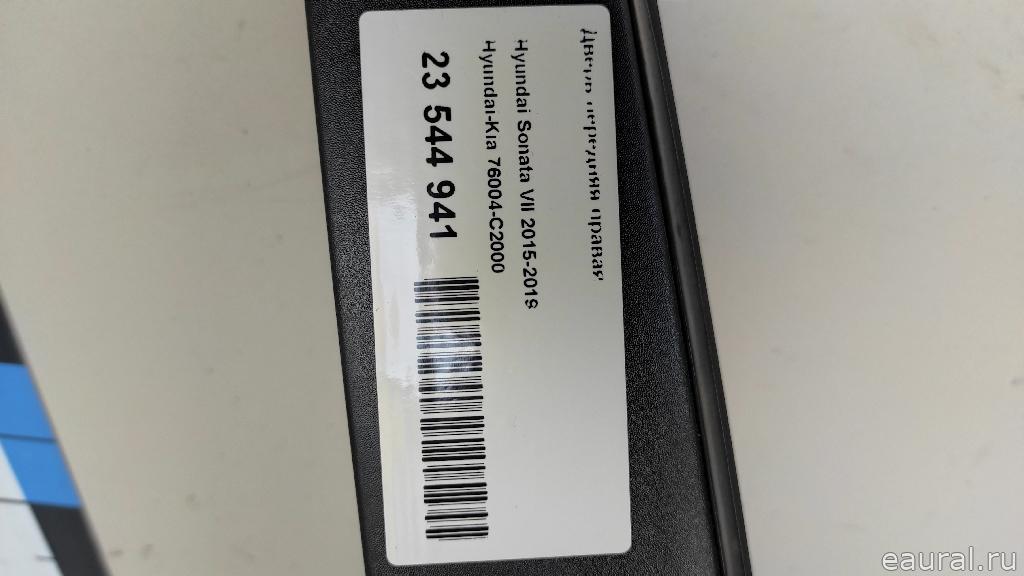 Дверь передняя правая
Hyundai Sonata VII 2015-2019
Hyundai-Kia 76004-C2000
23 544 941
eaural.ru